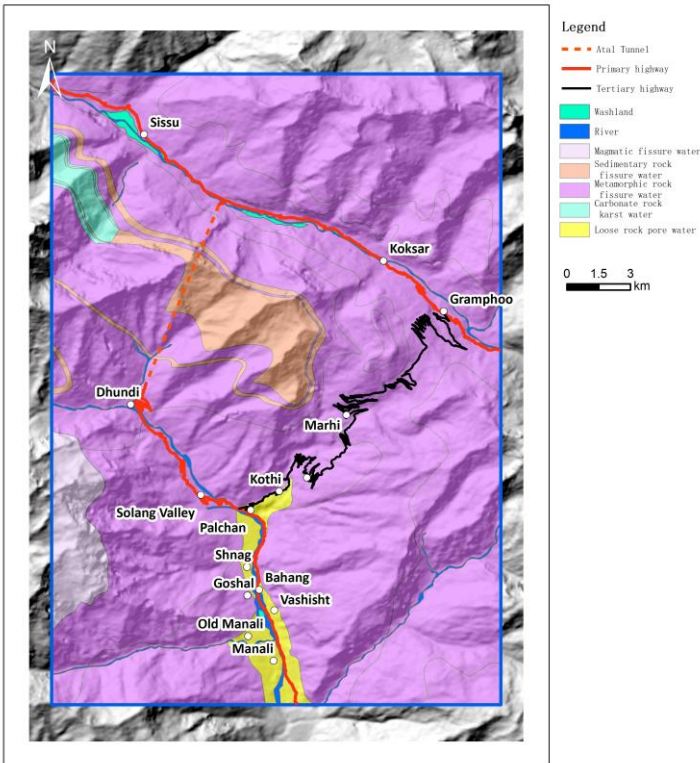 N
Sissu
Koksar
Gramphoo
Dhundi
Marhi
Kothi
Solang Valley
Palchan
Shnag
Bahang
Goshal
Vashisht
Old Manali
Manali
Legend
Atal Tunnel
Primary highway
Tertiary highway
Washland
River
Magmatic fissure water
Sedimentary rock
fissure water
Metamorphic rock
fissure water
Carbonate rock
karst water
Loose rock pore water
0 1.5 3
km